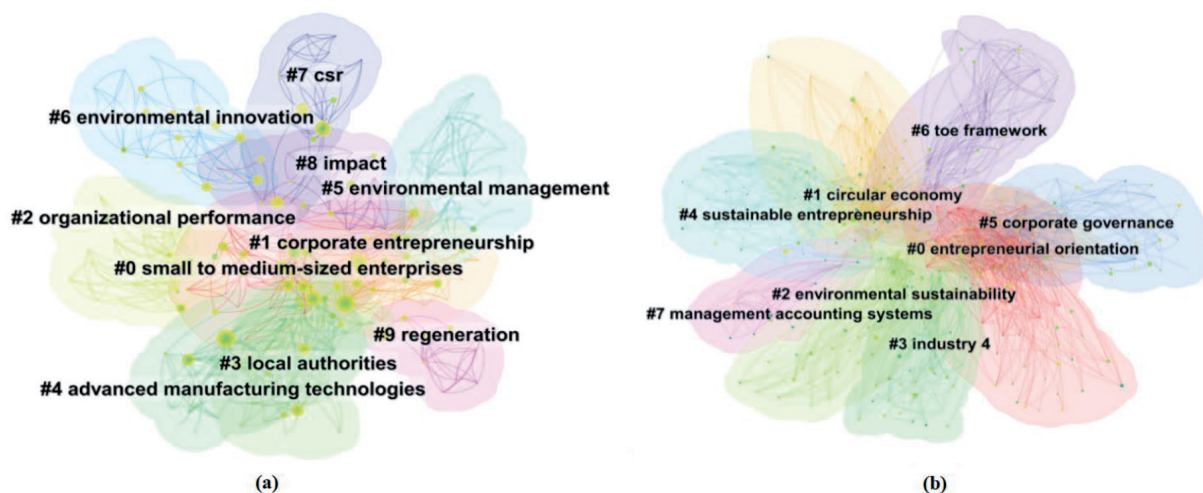 #7 csr
#6 environmental innovation
#8 impact
#5 environmental management
#2 organizational performance
#1 corporate entrepreneurship
#0 small to medium-sized enterprises
#9 regeneration
#3 local authorities
#4 advanced manufacturing technologies
(a)
#6 toe framework
#1 circular economy
#4 sustainable entrepreneurship
#5 corporate governance
#0 entrepreneurial orientation
#2 environmental sustainability
#7 management accounting systems
#3 industry 4
(b)